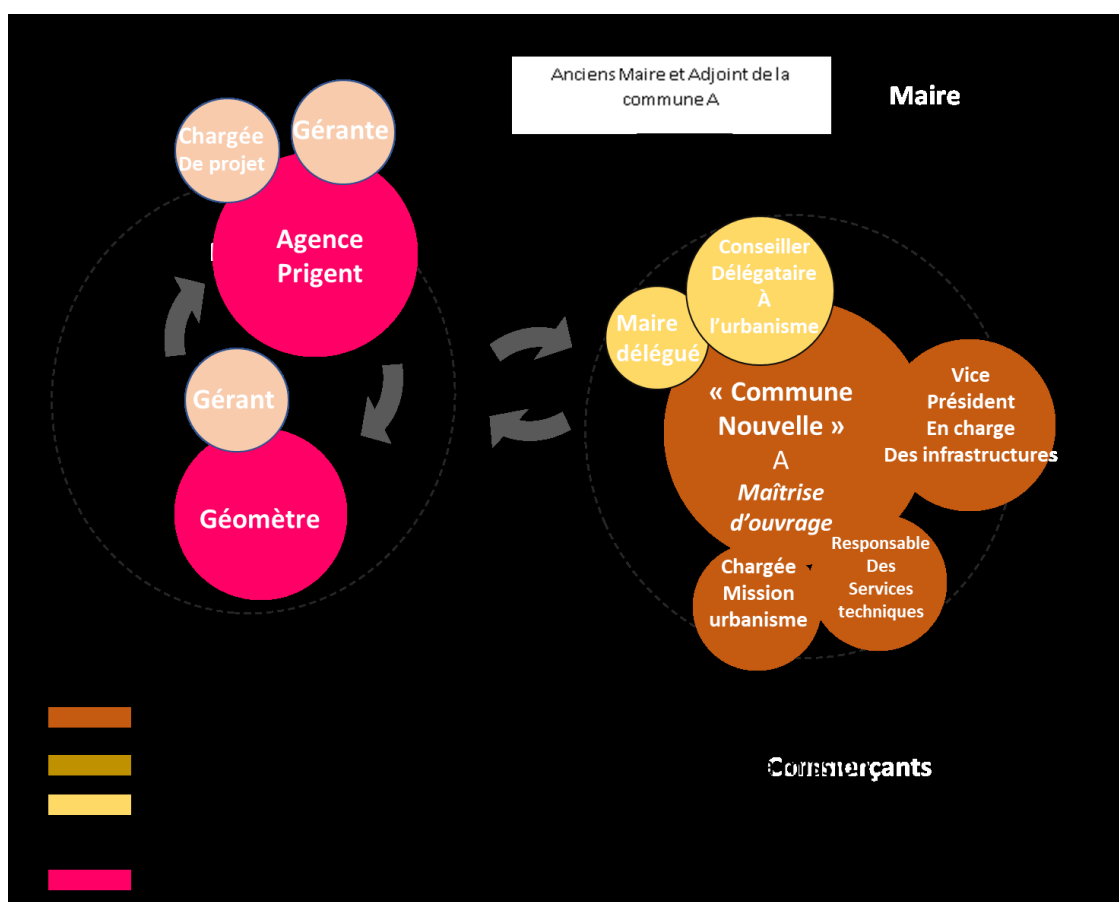 Anciens Maire et Adjoint de la
commune A
Maire
Chargée
De projet
Gérante
Agence
Prigent
Gérant
Géomètre
Conseiller
Délégataire
À
l'urbanisme
Maire
délégué
« Commune
Nouvelle »
A
Maîtrise
d'ouvrage
Vice
Président
En charge
Des infrastructures
Responsable
Des
Services
techniques
Chargée
Mission
urbanisme
Commerçants